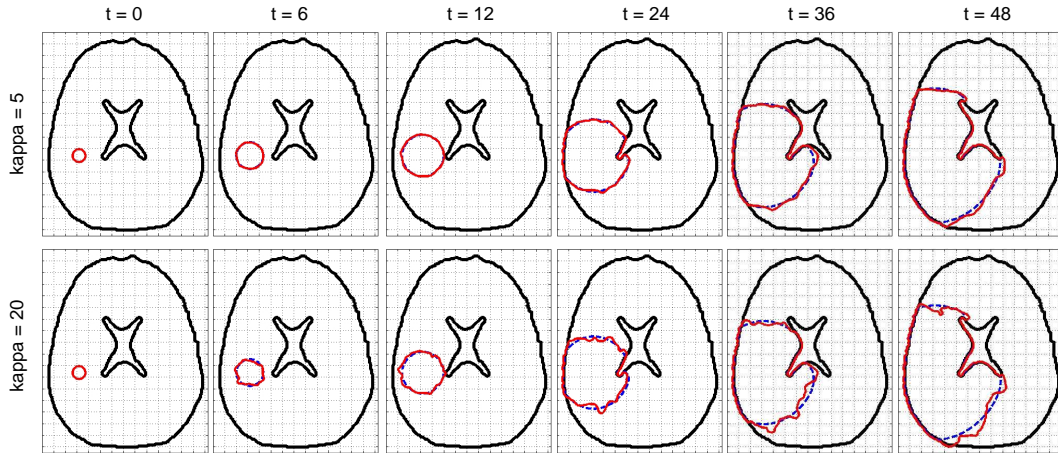 t = 0 t = 6 t = 12 t = 24 t = 36 t = 48
kappa = 5
kappa = 20